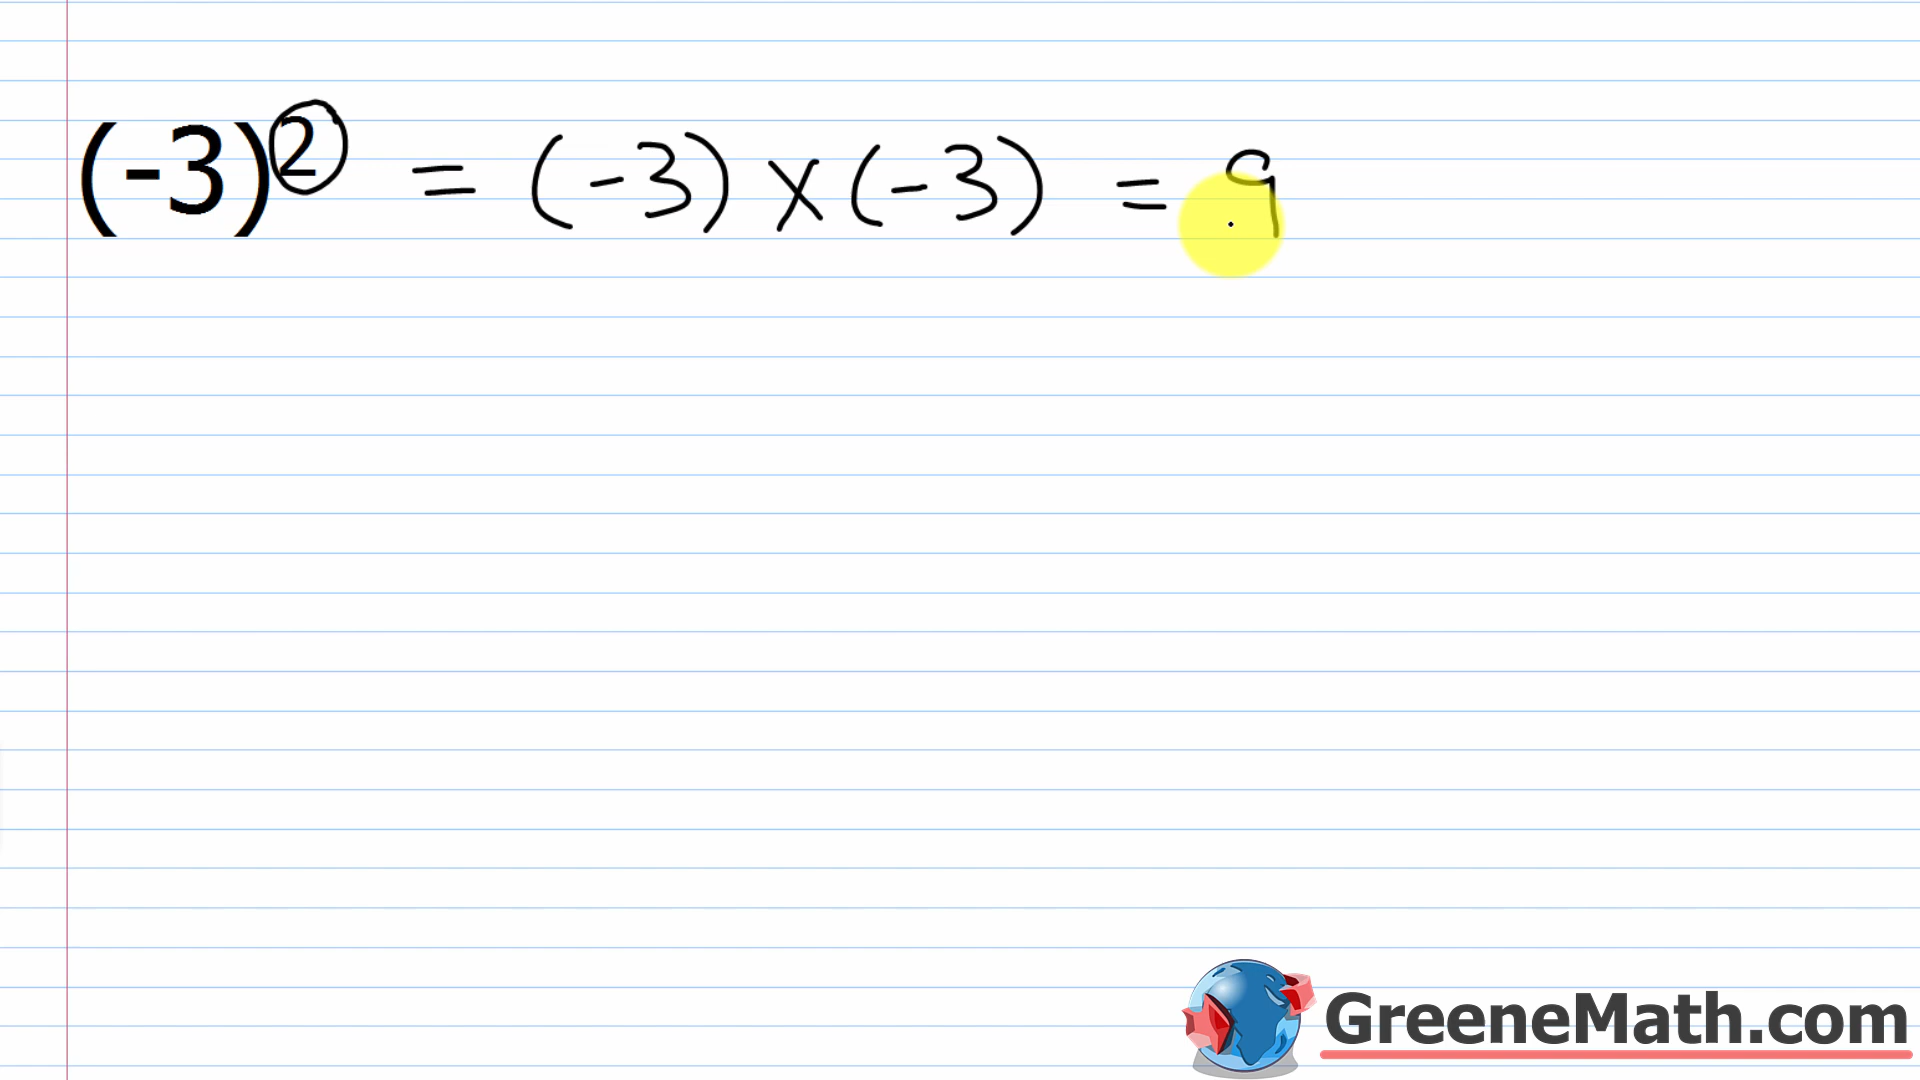 (-3)² = (-3) x (-3) = 9
GreeneMath.com